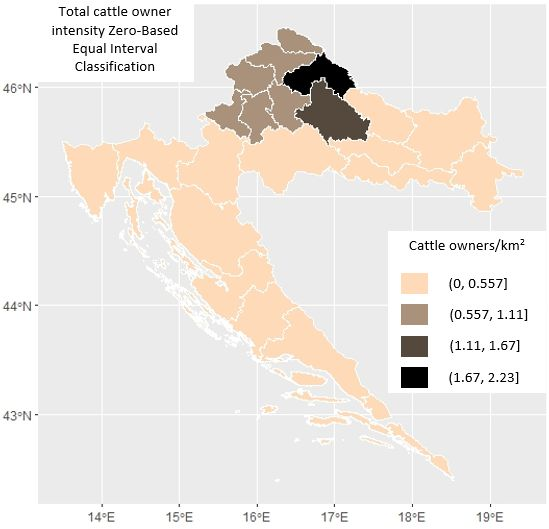 Total cattle owner
intensity Zero-Based
Equal Interval
Classification
46°N
45°N
44°N
43°N
Cattle owners/km²
(0, 0.557]
(0.557, 1.11]
(1.11, 1.67]
(1.67, 2.23]
14°E
15°E
16°E
17°E
18°E
19°E